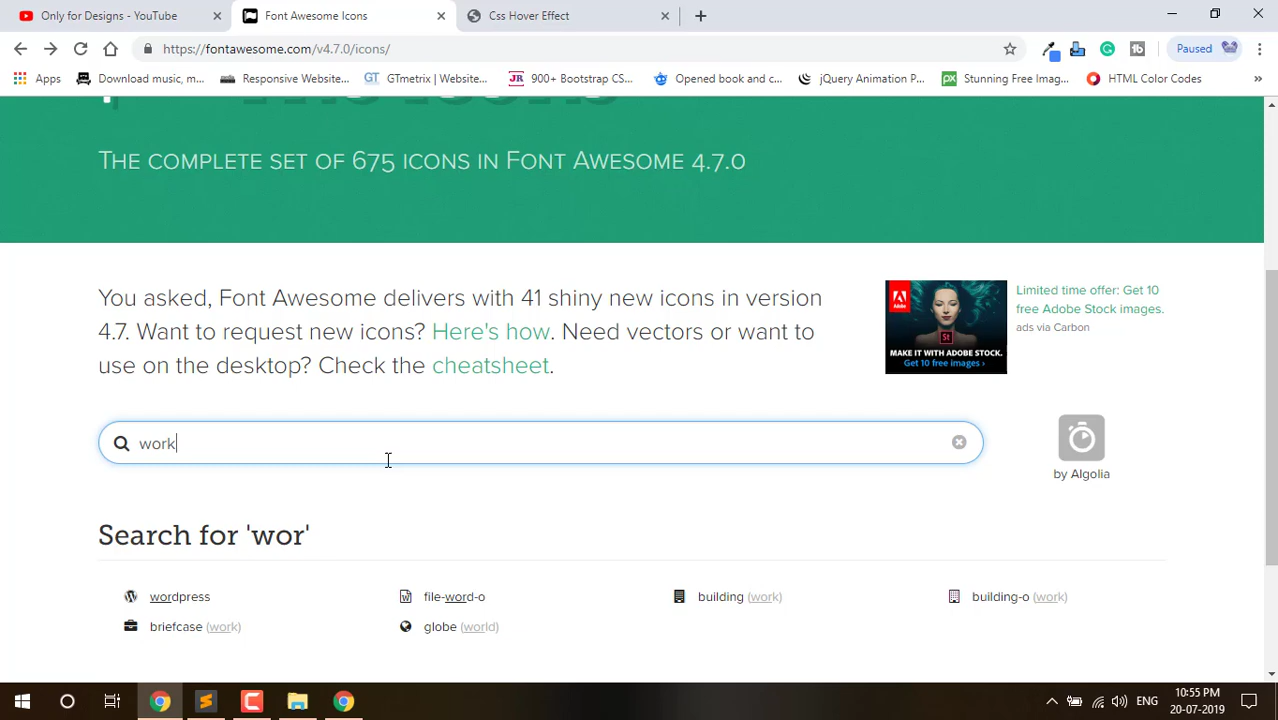 Only for Designs - YouTube
Font Awesome Icons
Css Hover Effect
https://fontawesome.com/v4.7.0/icons/
Paused
Apps
Download music, m...
Responsive Website...
GTmetrix | Website...
900+ Bootstrap CS...
Opened book and c...
jQuery Animation P...
Stunning Free Imag...
HTML Color Codes
The complete set of 675 icons in Font Awesome 4.7.0
You asked, Font Awesome delivers with 41 shiny new icons in version
4.7. Want to request new icons? Here's how. Need vectors or want to
use on the desktop? Check the cheatsheet.
MAKE IT WITH ADOBE STOCK.
Get 10 free images ›
Limited time offer: Get 10
free Adobe Stock images.
ads via Carbon
work
by Algolia
Search for 'wor'
wordpress
file-word-o
building (work)
building-o (work)
briefcase (work)
globe (world)
ENG
10:55 PM
20-07-2019